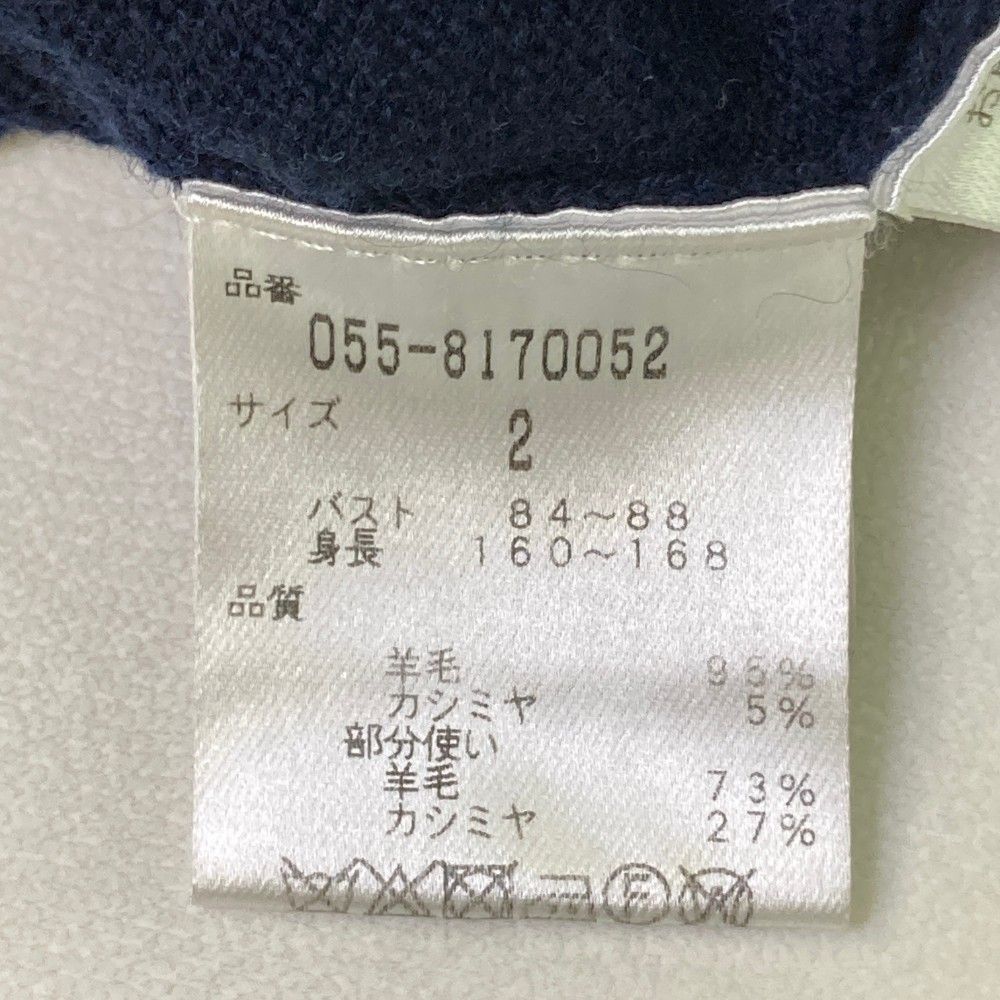 品番
055-8170052
サイズ 2
バスト 84～88
身長 160～168
品質
羊毛 95%
カシミヤ 5%
部分使い
羊毛 73%
カシミヤ 27%
F
お